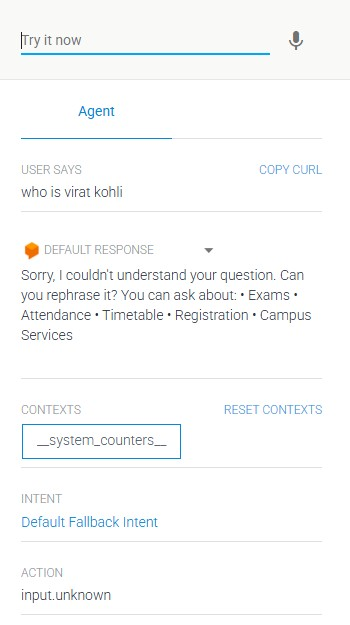 Try it now
Agent
USER SAYS COPY CURL
who is virat kohli
DEFAULT RESPONSE
Sorry, I couldn't understand your question. Can
you rephrase it? You can ask about: • Exams •
Attendance • Timetable • Registration • Campus
Services
CONTEXTS RESET CONTEXTS
__system_counters__
INTENT
Default Fallback Intent
ACTION
input.unknown